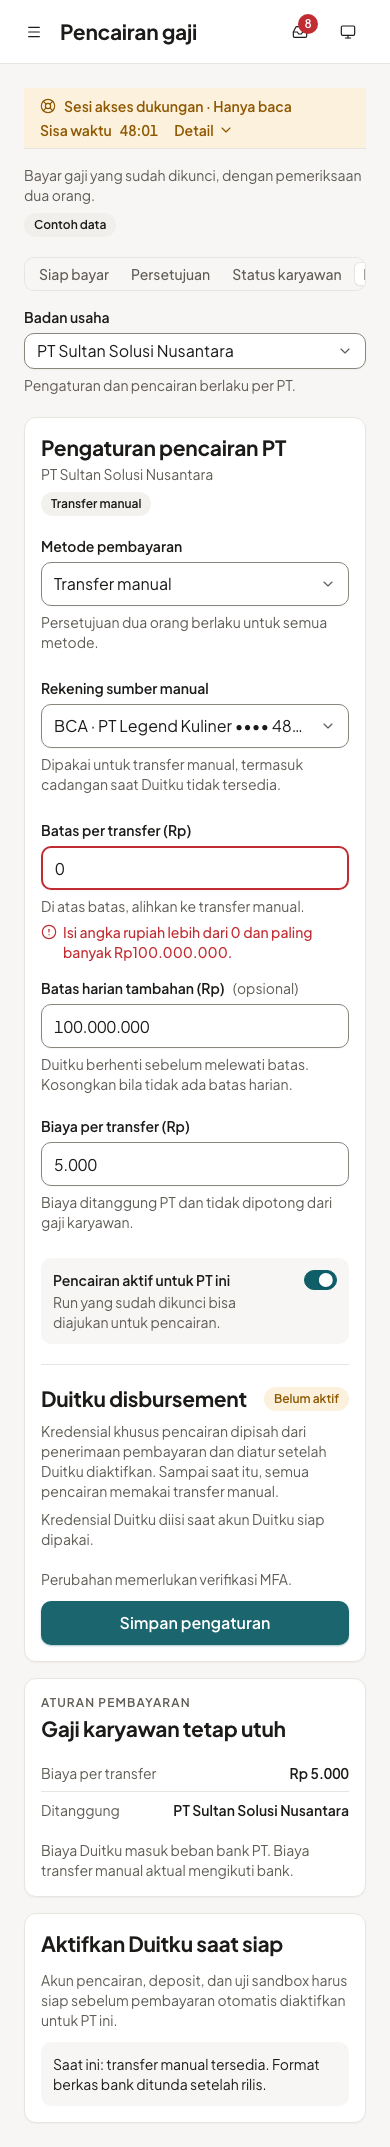 Pencairan gaji
8
Sesi akses dukungan · Hanya baca
Sisa waktu 48:01 Detail
Bayar gaji yang sudah dikunci, dengan pemeriksaan
dua orang.
Contoh data
Siap bayar Persetujuan Status karyawan
Badan usaha
PT Sultan Solusi Nusantara
Pengaturan dan pencairan berlaku per PT.
Pengaturan pencairan PT
PT Sultan Solusi Nusantara
Transfer manual
Metode pembayaran
Transfer manual
Persetujuan dua orang berlaku untuk semua
metode.
Rekening sumber manual
BCA · PT Legend Kuliner •••• 48...
Dipakai untuk transfer manual, termasuk
cadangan saat Duitku tidak tersedia.
Batas per transfer (Rp)
0
Di atas batas, alihkan ke transfer manual.
Isi angka rupiah lebih dari 0 dan paling
banyak Rp100.000.000.
Batas harian tambahan (Rp) (opsional)
100.000.000
Duitku berhenti sebelum melewati batas.
Kosongkan bila tidak ada batas harian.
Biaya per transfer (Rp)
5.000
Biaya ditanggung PT dan tidak dipotong dari
gaji karyawan.
Pencairan aktif untuk PT ini
Run yang sudah dikunci bisa
diajukan untuk pencairan.
Duitku disbursement Belum aktif
Kredensial khusus pencairan dipisah dari
penerimaan pembayaran dan diatur setelah
Duitku diaktifkan. Sampai saat itu, semua
pencairan memakai transfer manual.
Kredensial Duitku diisi saat akun Duitku siap
dipakai.
Perubahan memerlukan verifikasi MFA.
Simpan pengaturan
ATURAN PEMBAYARAN
Gaji karyawan tetap utuh
Biaya per transfer Rp 5.000
Ditanggung PT Sultan Solusi Nusantara
Biaya Duitku masuk beban bank PT. Biaya
transfer manual aktual mengikuti bank.
Aktifkan Duitku saat siap
Akun pencairan, deposit, dan uji sandbox harus
siap sebelum pembayaran otomatis diaktifkan
untuk PT ini.
Saat ini: transfer manual tersedia. Format
berkas bank ditunda setelah rilis.